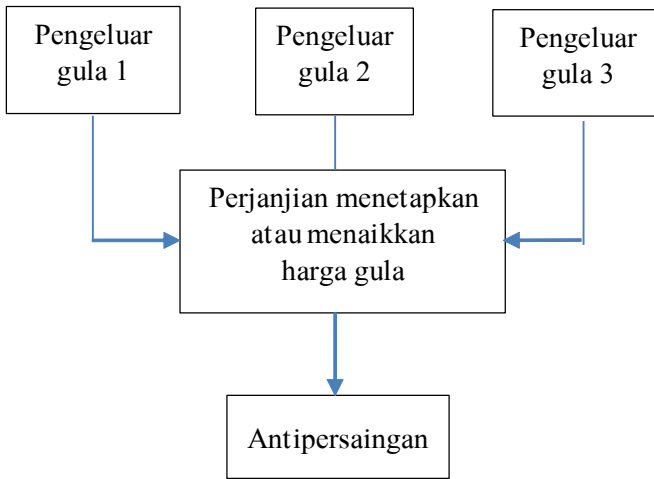 Pengeluar
gula 1
Pengeluar
gula 2
Pengeluar
gula 3
Perjanjian menetapkan
atau menaikkan
harga gula
Antipersaingan